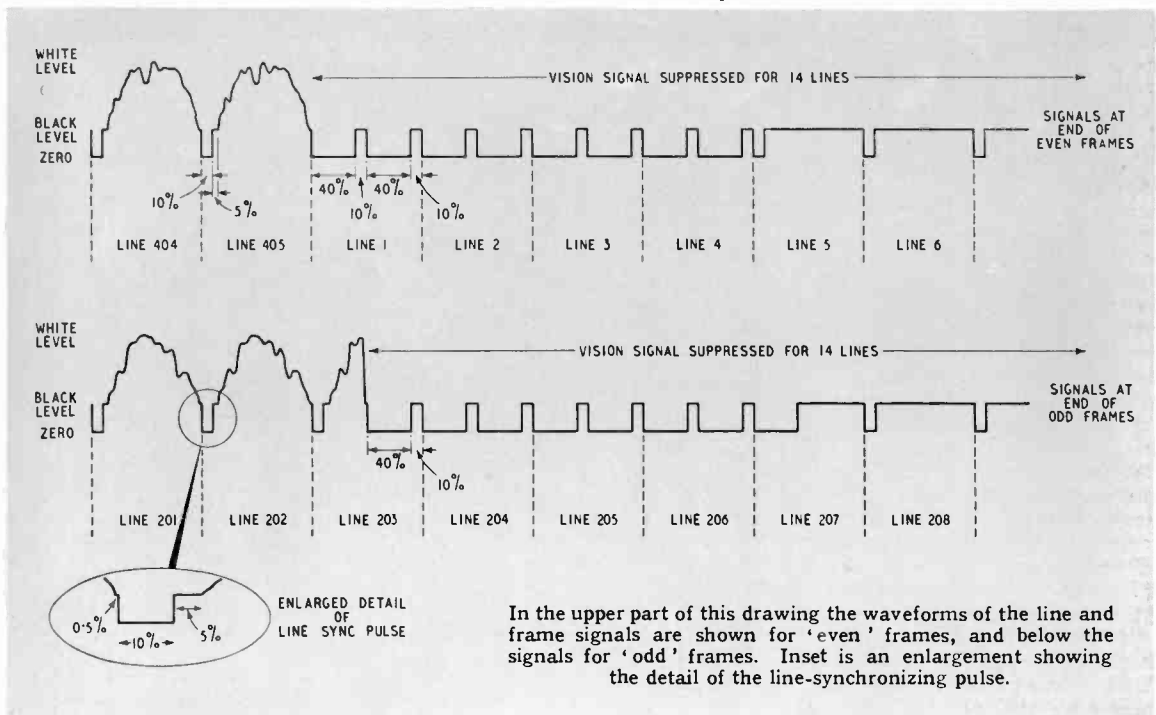 WHITE
LEVEL
BLACK
LEVEL
ZERO
VISION SIGNAL SUPPRESSED FOR 14 LINES
SIGNALS AT
END OF
EVEN FRAMES
10%
5%
40%
10%
40%
10%
LINE 404
LINE 405
LINE 1
LINE 2
LINE 3
LINE 4
LINE 5
LINE 6
WHITE
LEVEL
BLACK
LEVEL
ZERO
VISION SIGNAL SUPPRESSED FOR 14 LINES
SIGNALS AT
END OF
ODD FRAMES
40%
10%
LINE 201
LINE 202
LINE 203
LINE 204
LINE 205
LINE 206
LINE 207
LINE 208
0·5%
10%
5%
ENLARGED DETAIL
OF
LINE SYNC PULSE
In the upper part of this drawing the waveforms of the line and
frame signals are shown for ‘even’ frames, and below the
signals for ‘odd’ frames. Inset is an enlargement showing
the detail of the line-synchronizing pulse.